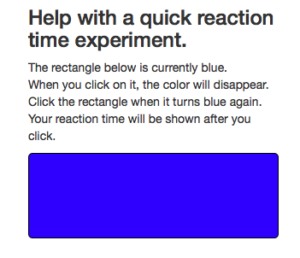 Help with a quick reaction
time experiment.
The rectangle below is currently blue.
When you click on it, the color will disappear.
Click the rectangle when it turns blue again.
Your reaction time will be shown after you
click.